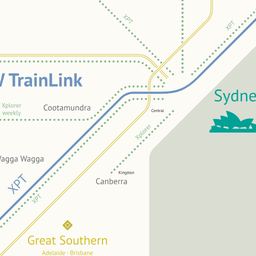 XPT
XPT
TrainLink
Xplorer
weekly
Cootamundra
Sydne
Central
Xplorer
Wagga Wagga
Kingston
Canberra
XPT
XPT
Great Southern
Adelaide - Brisbane